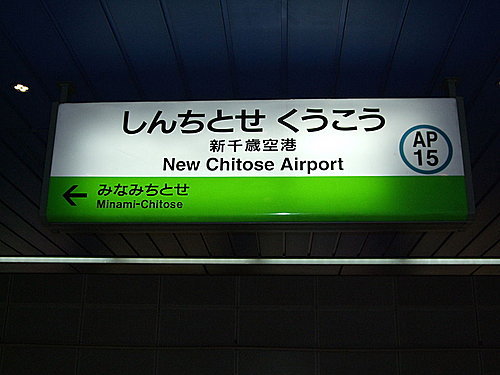 しんちとせ くうこう
新千歳空港
New Chitose Airport
AP
15
← みなみちとせ
Minami-Chitose